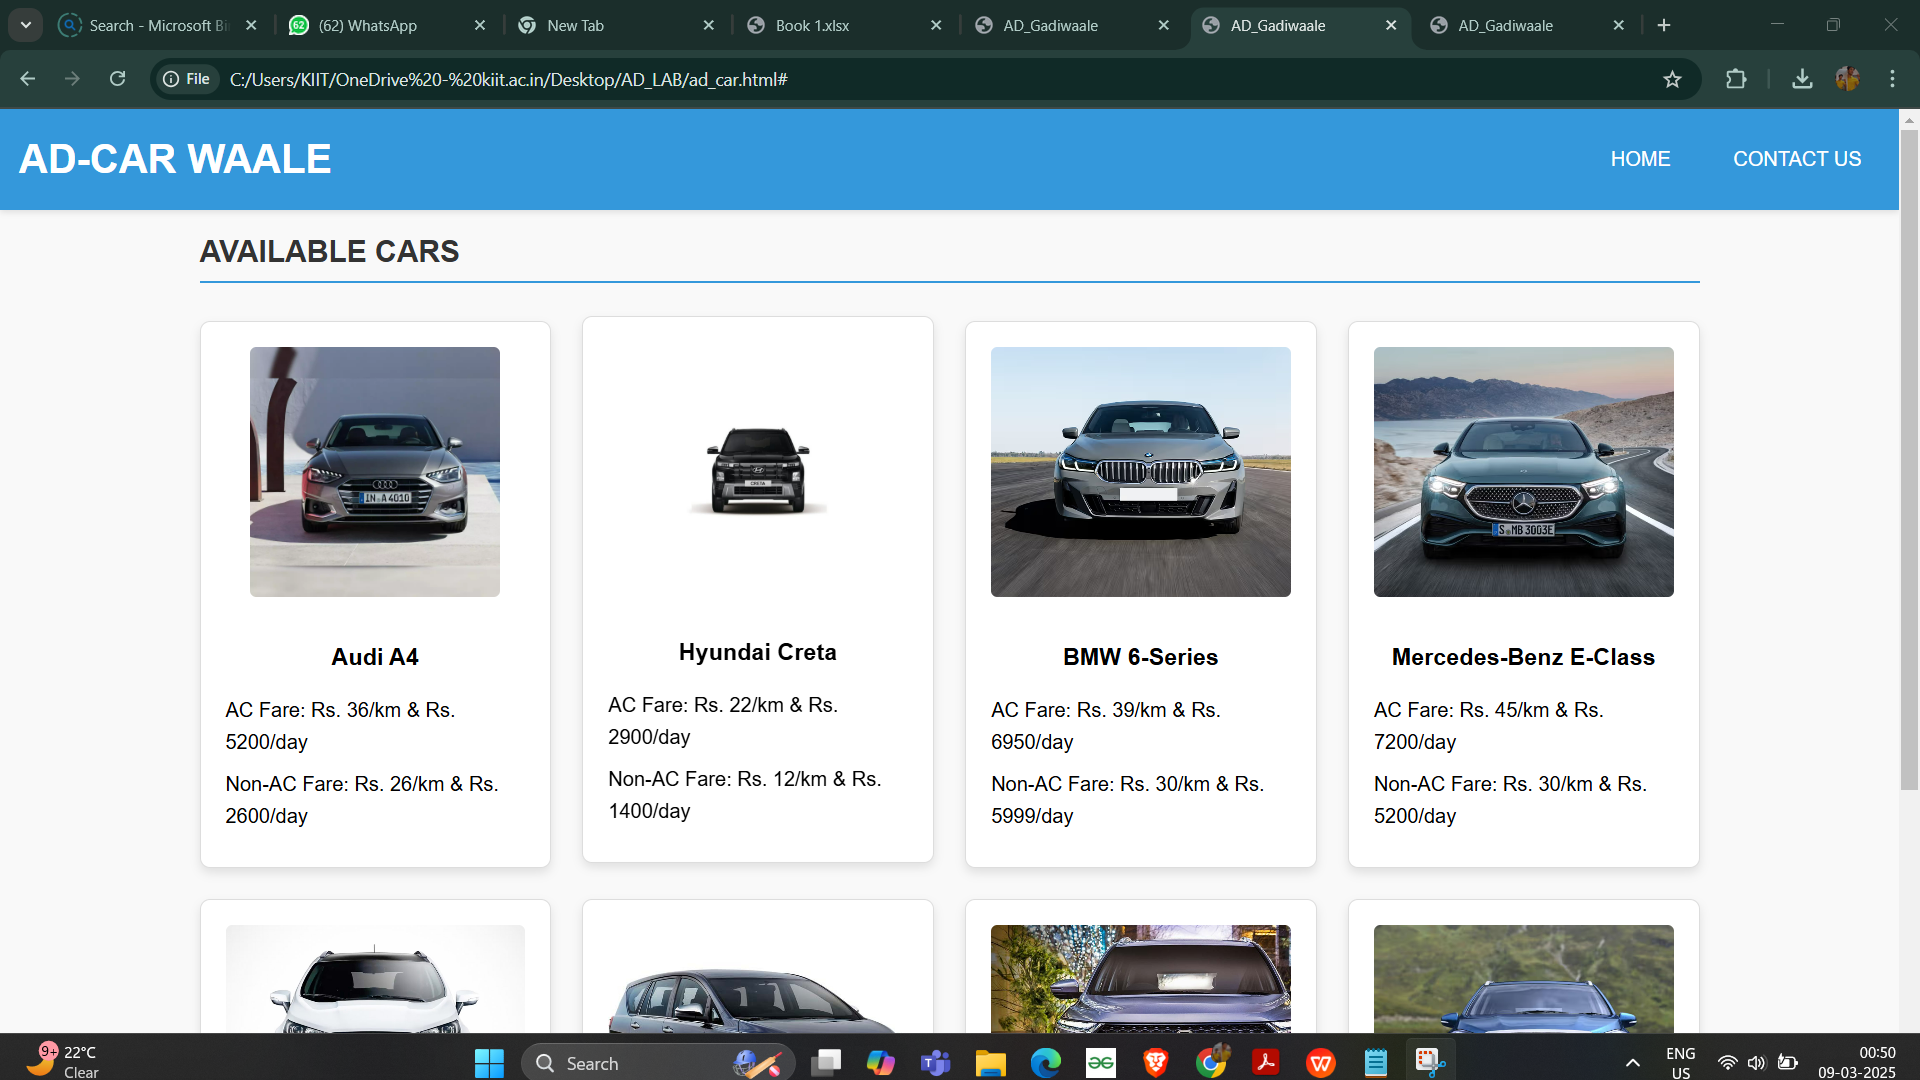 Search - Microsoft Bi
(62) WhatsApp
New Tab
Book 1.xlsx
AD_Gadiwaale
AD_Gadiwaale
AD_Gadiwaale
File
C:/Users/KIIT/OneDrive%20-%20kiit.ac.in/Desktop/AD_LAB/ad_car.html#
AD-CAR WAALE
HOME
CONTACT US
AVAILABLE CARS
IN A 4010
CRETA
S MB 3003E
Audi A4
AC Fare: Rs. 36/km & Rs.
5200/day
Non-AC Fare: Rs. 26/km & Rs.
2600/day
Hyundai Creta
AC Fare: Rs. 22/km & Rs.
2900/day
Non-AC Fare: Rs. 12/km & Rs.
1400/day
BMW 6-Series
AC Fare: Rs. 39/km & Rs.
6950/day
Non-AC Fare: Rs. 30/km & Rs.
5999/day
Mercedes-Benz E-Class
AC Fare: Rs. 45/km & Rs.
7200/day
Non-AC Fare: Rs. 30/km & Rs.
5200/day
9+
22°C
Clear
Search
ENG
US
00:50
09-03-2025